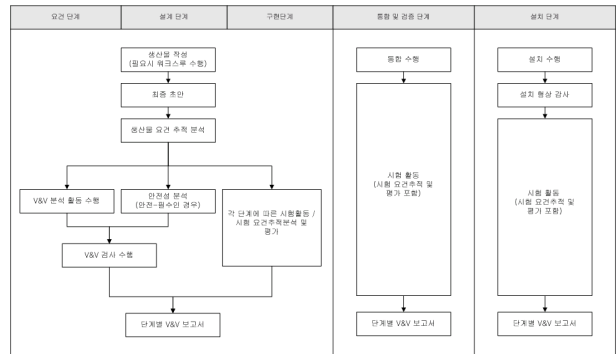 요건 단계
설계 단계
구현단계
통합 및 검증 단계
설치 단계
생산물 작성
(필요시 워크스루 수행)
최종 초안
생산물 요건 추적 분석
V&V 분석 활동 수행
안전성 분석
(안전-필수인 경우)
각 단계에 따른 시험활동 /
시험 요건추적분석 및
평가
V&V 검사 수행
단계별 V&V 보고서
통합 수행
시험 활동
(시험 요건추적 및
평가 포함)
단계별 V&V 보고서
설치 수행
설치 형상 감사
시험 활동
(시험 요건추적 및
평가 포함)
단계별 V&V 보고서